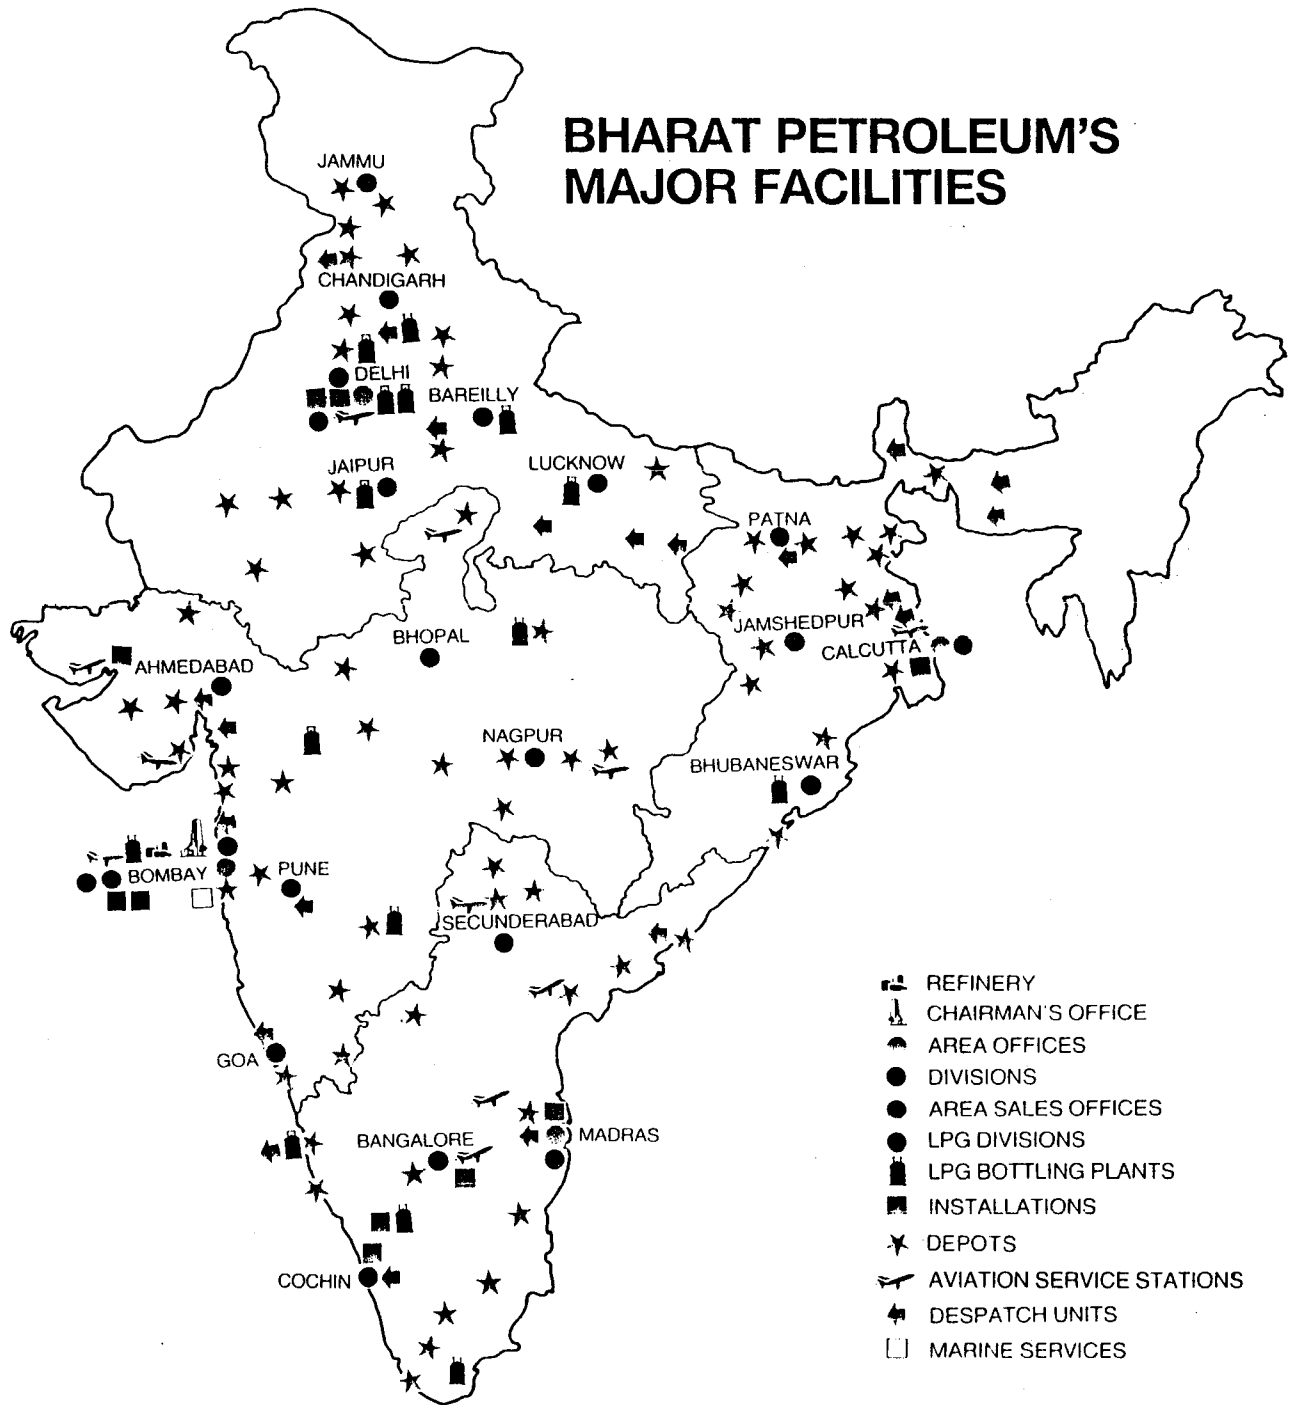 BHARAT PETROLEUM'S
MAJOR FACILITIES
JAMMU
CHANDIGARH
DELHI
BAREILLY
JAIPUR
LUCKNOW
PATNA
JAMSHEDPUR
CALCUTTA
BHOPAL
AHMEDABAD
NAGPUR
BHUBANESWAR
BOMBAY
PUNE
SECUNDERABAD
GOA
BANGALORE
MADRAS
COCHIN
REFINERY
CHAIRMAN'S OFFICE
AREA OFFICES
DIVISIONS
AREA SALES OFFICES
LPG DIVISIONS
LPG BOTTLING PLANTS
INSTALLATIONS
DEPOTS
AVIATION SERVICE STATIONS
DESPATCH UNITS
MARINE SERVICES